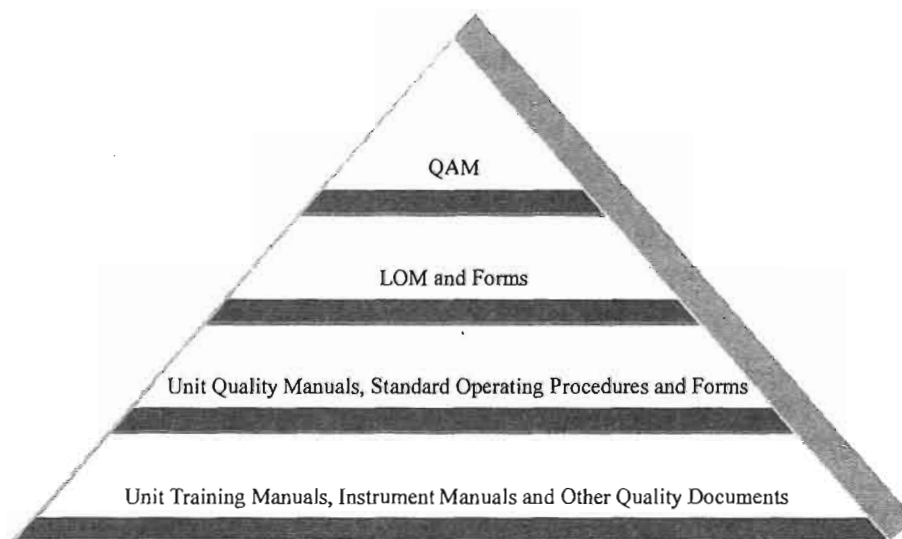 QAM
LOM and Forms
Unit Quality Manuals, Standard Operating Procedures and Forms
Unit Training Manuals, Instrument Manuals and Other Quality Documents